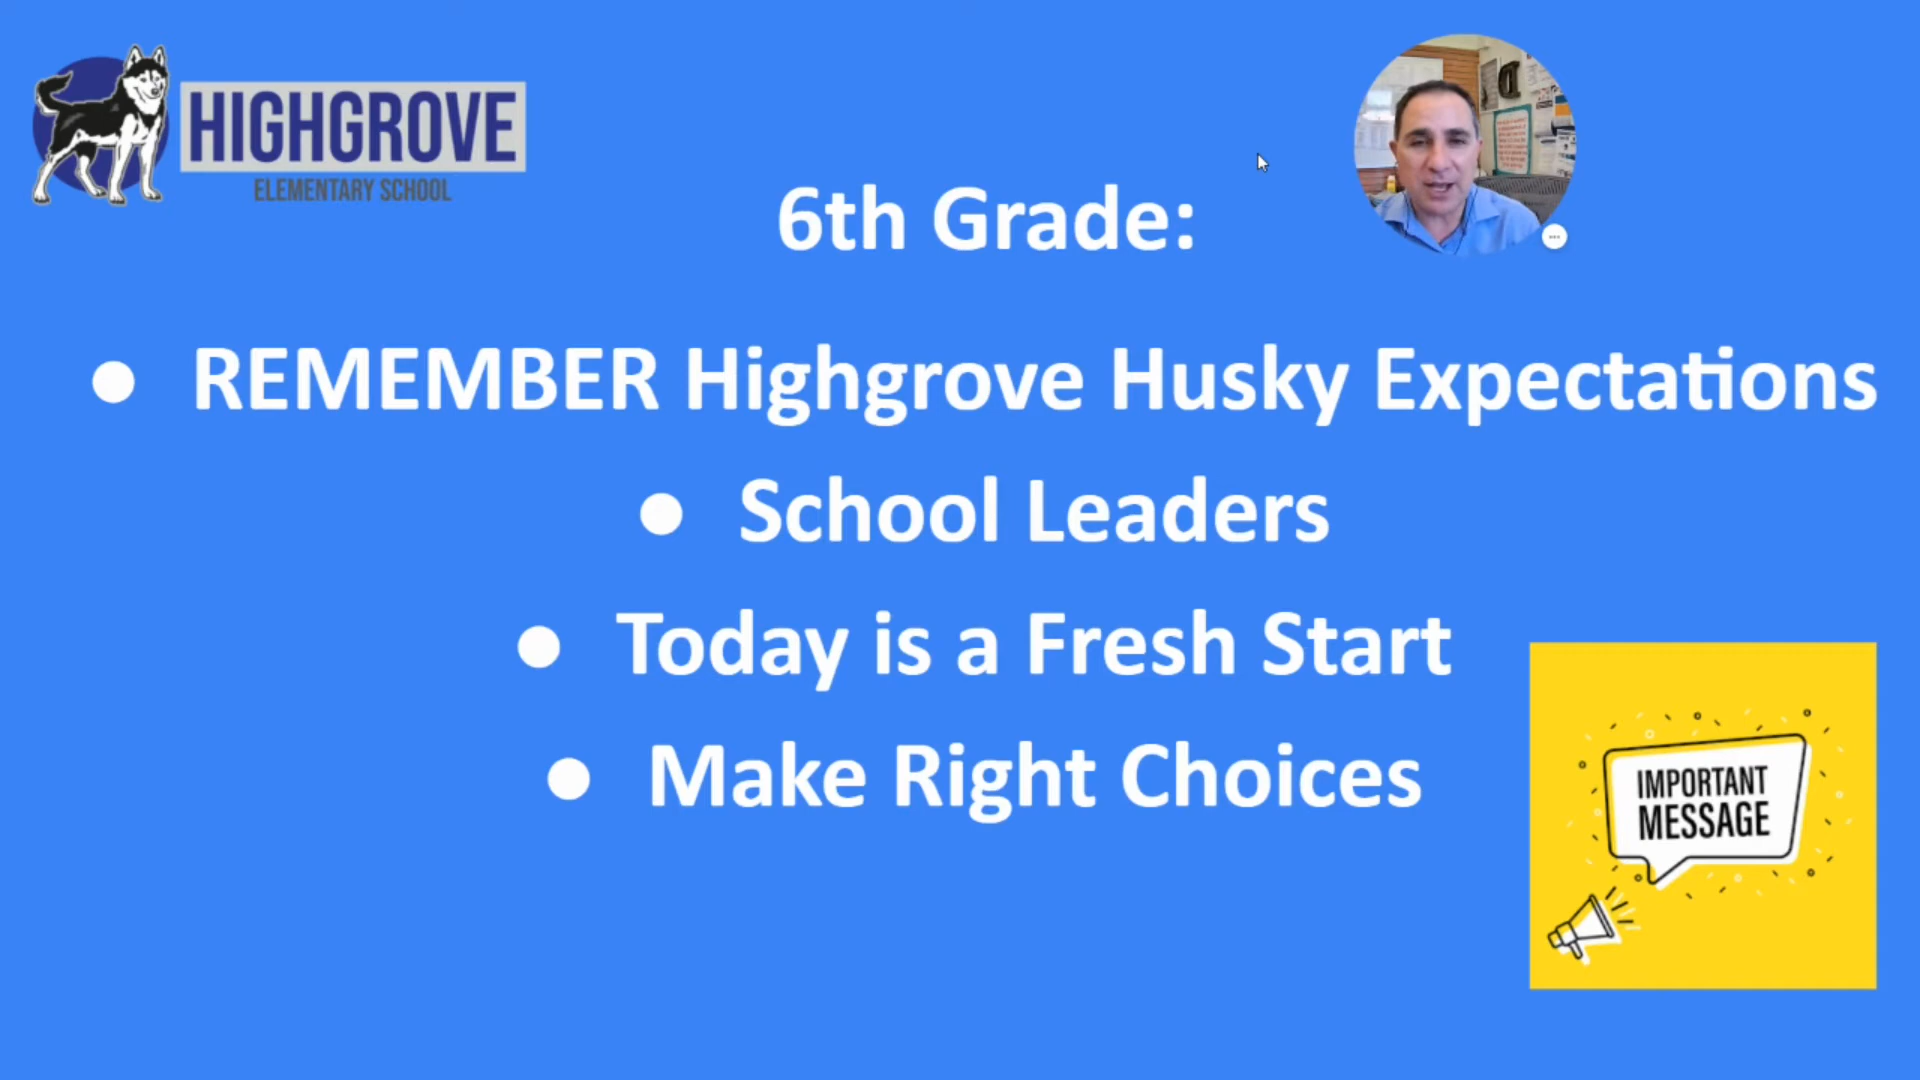 HIGHGROVE
ELEMENTARY SCHOOL
6th Grade:
● REMEMBER Highgrove Husky Expectations
● School Leaders
● Today is a Fresh Start
● Make Right Choices
IMPORTANT
MESSAGE